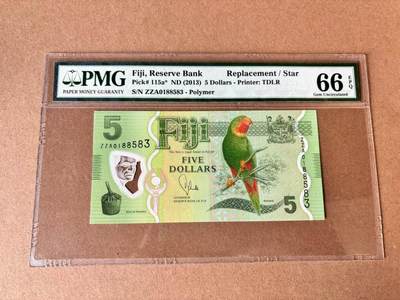 PMG
PAPER MONEY GUARANTY
Fiji, Reserve Bank Replacement / Star
Pick# 115a* ND (2013) 5 Dollars - Printer: TDLR
S/N ZZA0188583 - Polymer
66 EPQ
Gem Uncirculated
5 Fiji
ZZA0188583
FIVE
DOLLARS
5